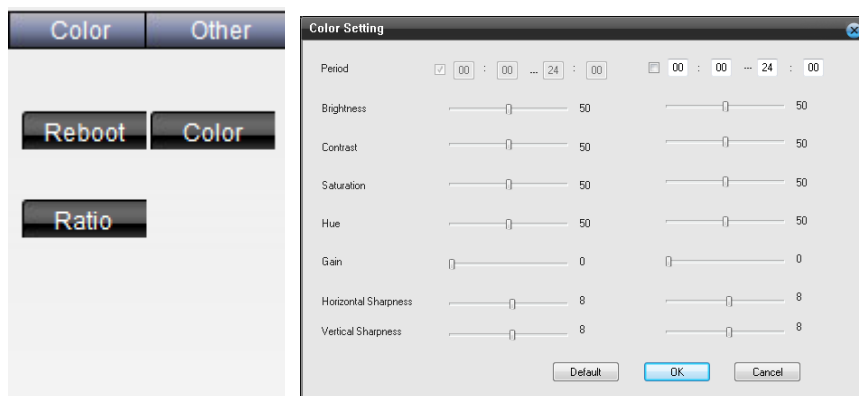 Color Other
Reboot Color
Ratio
Color Setting
Period 00 : 00 ... 24 : 00 00 : 00 ... 24 : 00
Brightness 50 50
Contrast 50 50
Saturation 50 50
Hue 50 50
Gain 0 0
Horizontal Sharpness 8 8
Vertical Sharpness 8 8
Default OK Cancel